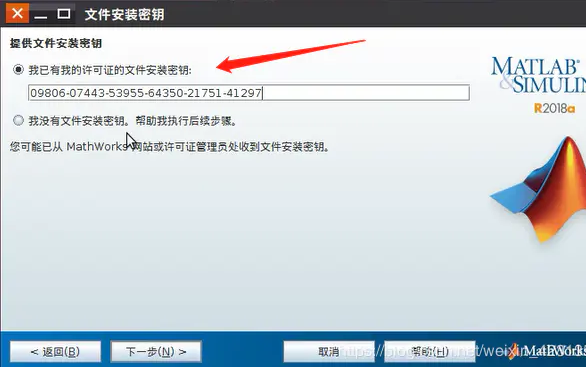 文件安装密钥
提供文件安装密钥
我已有我的许可证的文件安装密钥:
09806-07443-53955-64350-21751-41297
我没有文件安装密钥。帮助我执行后续步骤。
您可能已从 MathWorks 网站或许可证管理员处收到文件安装密钥。
MATLAB®
&SIMULIN
R2018a
< 返回(B)
下一步(N) >
取消
帮助(H)
MathWorks